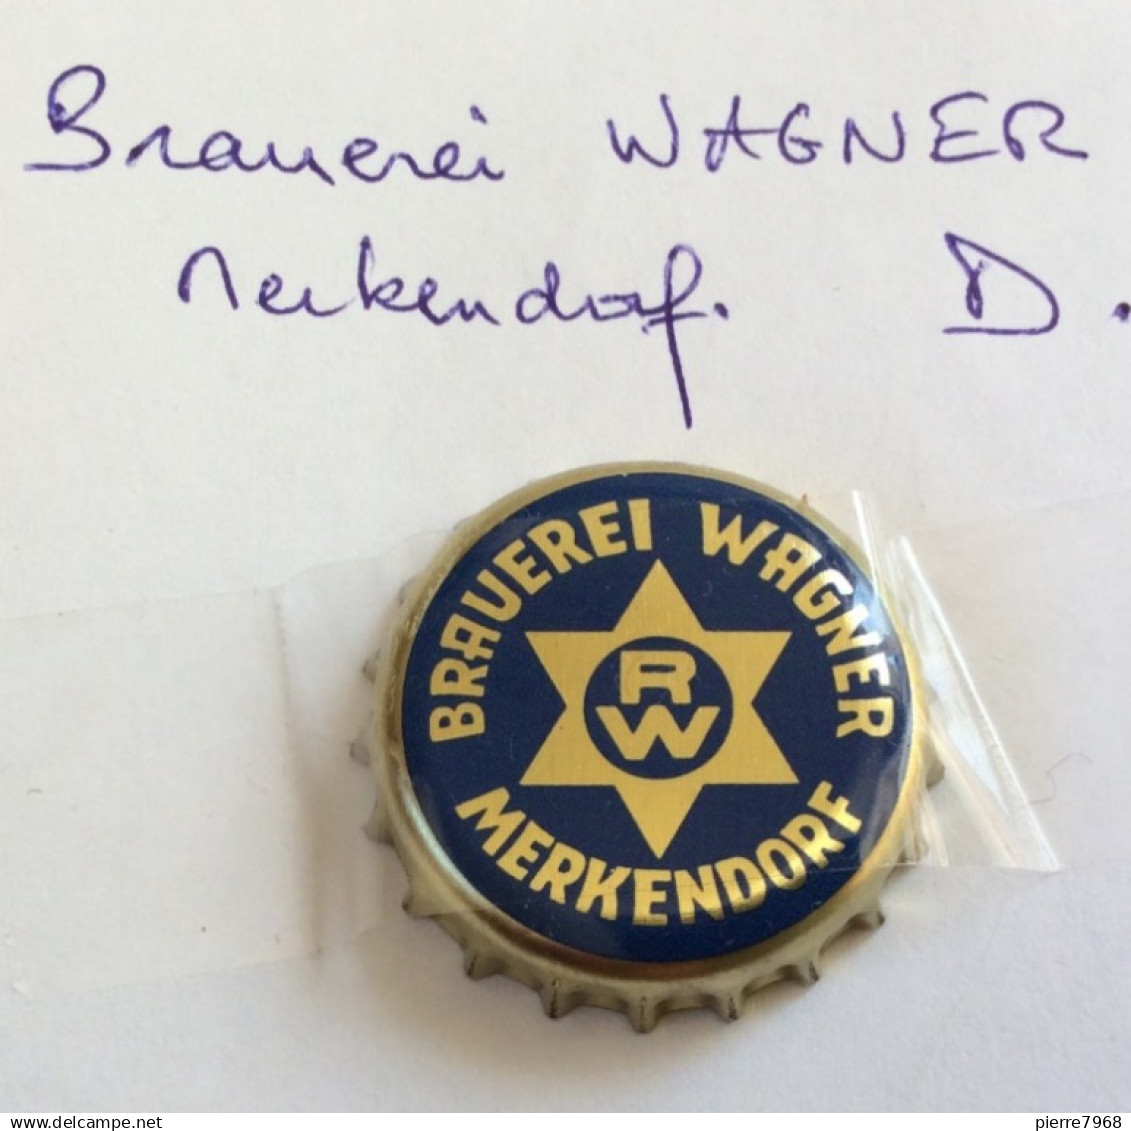 Brauerei WAGNER
Merkendorf. D.
BRAUEREI WAGNER
RW
MERKENDORF
www.delcampe.net
pierre7968